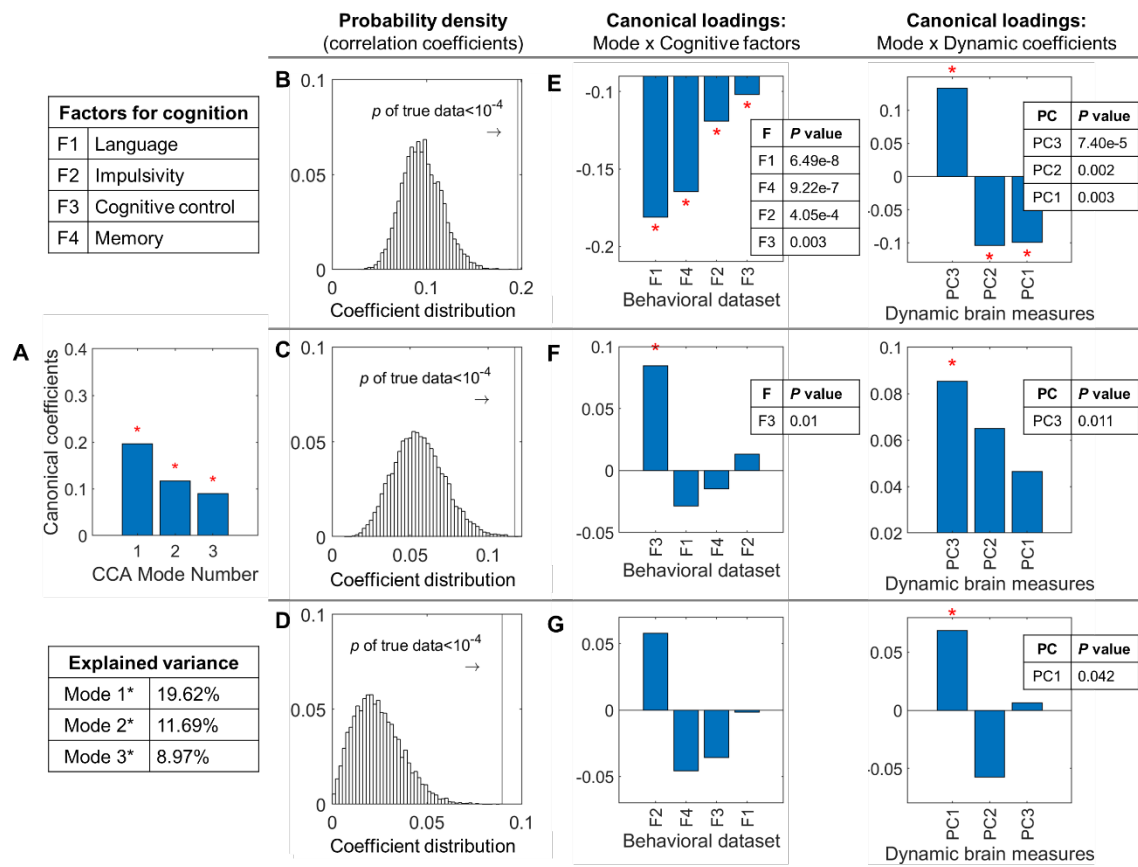 Probability density
(correlation coefficients)
Canonical loadings:
Mode x Cognitive factors
Canonical loadings:
Mode x Dynamic coefficients
Factors for cognition
F1 Language
F2 Impulsivity
F3 Cognitive control
F4 Memory
B
0.1
0.05
0
p of true data<10-4
→
0 0.1 0.2
Coefficient distribution
E
-0.1
-0.15
-0.2
* * * *
F P value
F1 6.49e-8
F4 9.22e-7
F2 4.05e-4
F3 0.003
F1 F4 F2 F3
Behavioral dataset
*
0.1
0.05
0
-0.05
-0.1
* *
PC P value
PC3 7.40e-5
PC2 0.002
PC1 0.003
PC3 PC2 PC1
Dynamic brain measures
A
Canonical coefficients
0.4
0.3
0.2
0.1
0
* * *
1 2 3
CCA Mode Number
C
0.1
0.05
0
p of true data<10-4
→
0 0.05 0.1
Coefficient distribution
F
0.1
0.05
0
-0.05
*
F P value
F3 0.01
F3 F1 F4 F2
Behavioral dataset
0.1
0.08
0.06
0.04
0.02
*
PC P value
PC3 0.011
PC3 PC2 PC1
Dynamic brain measures
Explained variance
Mode 1* 19.62%
Mode 2* 11.69%
Mode 3* 8.97%
D
0.1
0.05
0
p of true data<10-4
→
0 0.05 0.1
Coefficient distribution
G
0.05
0
-0.05
F2 F4 F3 F1
Behavioral dataset
*
0.05
0
-0.05
PC P value
PC1 0.042
PC1 PC2 PC3
Dynamic brain measures